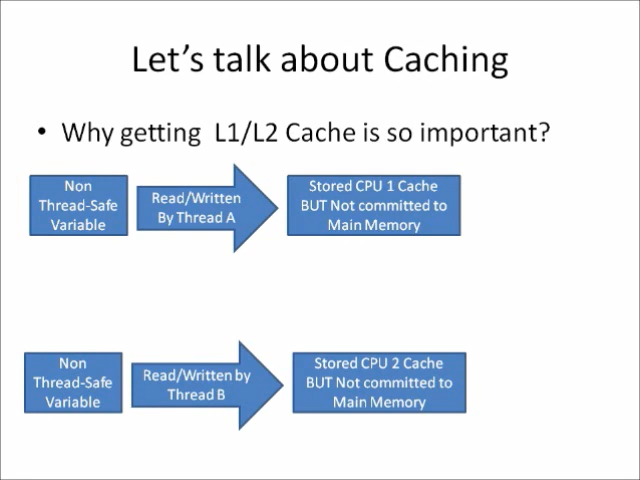 Let's talk about Caching
• Why getting L1/L2 Cache is so important?
Non
Thread-Safe
Variable
Read/Written
By Thread A
Stored CPU 1 Cache
BUT Not committed to
Main Memory
Non
Thread-Safe
Variable
Read/Written by
Thread B
Stored CPU 2 Cache
BUT Not committed to
Main Memory